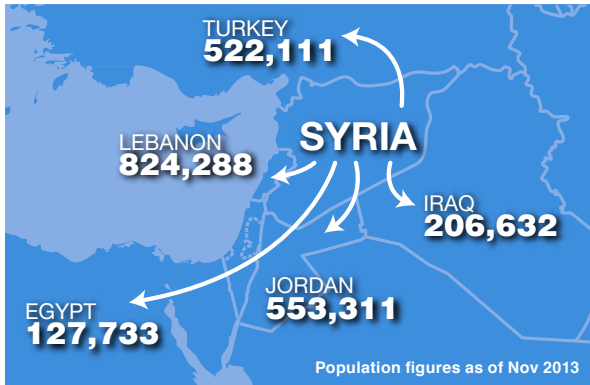 TURKEY
522,111
LEBANON
824,288
SYRIA
IRAQ
206,632
JORDAN
553,311
EGYPT
127,733
Population figures as of Nov 2013